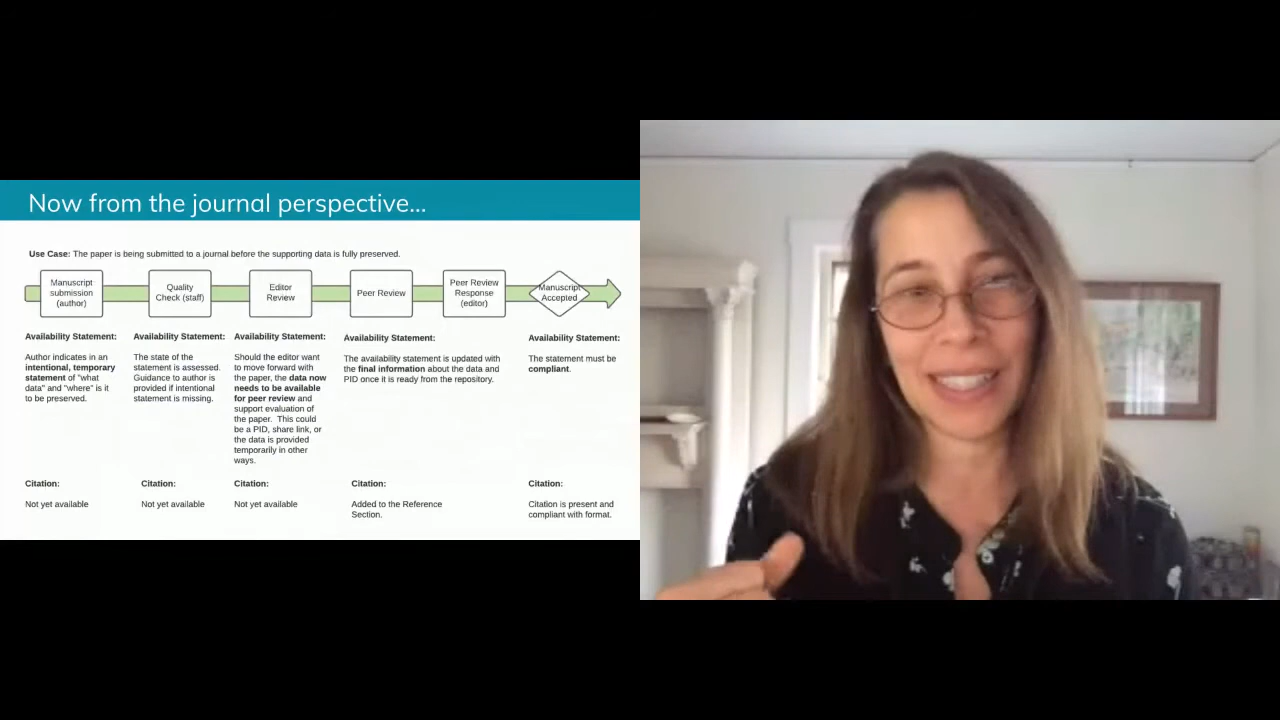 Now from the journal perspective...
Use Case: The paper is being submitted to a journal before the supporting data is fully preserved.
Manuscript
submission
(author)
Quality
Check (staff)
Editor
Review
Peer Review
Peer Review
Response
(editor)
Manuscript
Accepted
Availability Statement:
Author indicates in an
intentional, temporary
statement of "what
data" and "where" is it
to be preserved.
Availability Statement:
The state of the
statement is assessed.
Guidance to author is
provided if intentional
statement is missing.
Availability Statement:
Should the editor want
to move forward with
the paper, the data now
needs to be available
for peer review and
support evaluation of
the paper. This could
be a PID, share link, or
the data is provided
temporarily in other
ways.
Availability Statement:
The availability statement is updated with
the final information about the data and
PID once it is ready from the repository.
Availability Statement:
The statement must be
compliant.
Citation:
Not yet available
Citation:
Not yet available
Citation:
Not yet available
Citation:
Added to the Reference
Section.
Citation:
Citation is present and
compliant with format.